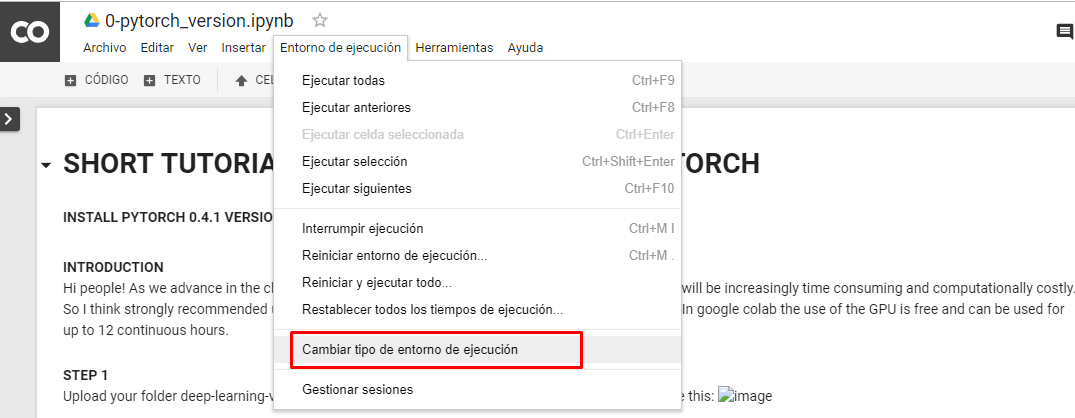 CO
0-pytorch_version.ipynb
Archivo Editar Ver Insertar Entorno de ejecución Herramientas Ayuda
CÓDIGO TEXTO CEL
Ejecutar todas Ctrl+F9
Ejecutar anteriores Ctrl+F8
Ejecutar celda seleccionada Ctrl+Enter
Ejecutar selección Ctrl+Shift+Enter
Ejecutar siguientes Ctrl+F10
Interrumpir ejecución Ctrl+M I
Reiniciar entorno de ejecución... Ctrl+M .
Reiniciar y ejecutar todo...
Restablecer todos los tiempos de ejecución...
Cambiar tipo de entorno de ejecución
Gestionar sesiones
SHORT TUTORIA TORCH
INSTALL PYTORCH 0.4.1 VERSIO
INTRODUCTION
Hi people! As we advance in the c will be increasingly time consuming and computationally costly.
So I think strongly recommended u In google colab the use of the GPU is free and can be used for
up to 12 continuous hours.
STEP 1
Upload your folder deep-learning-v e this: image